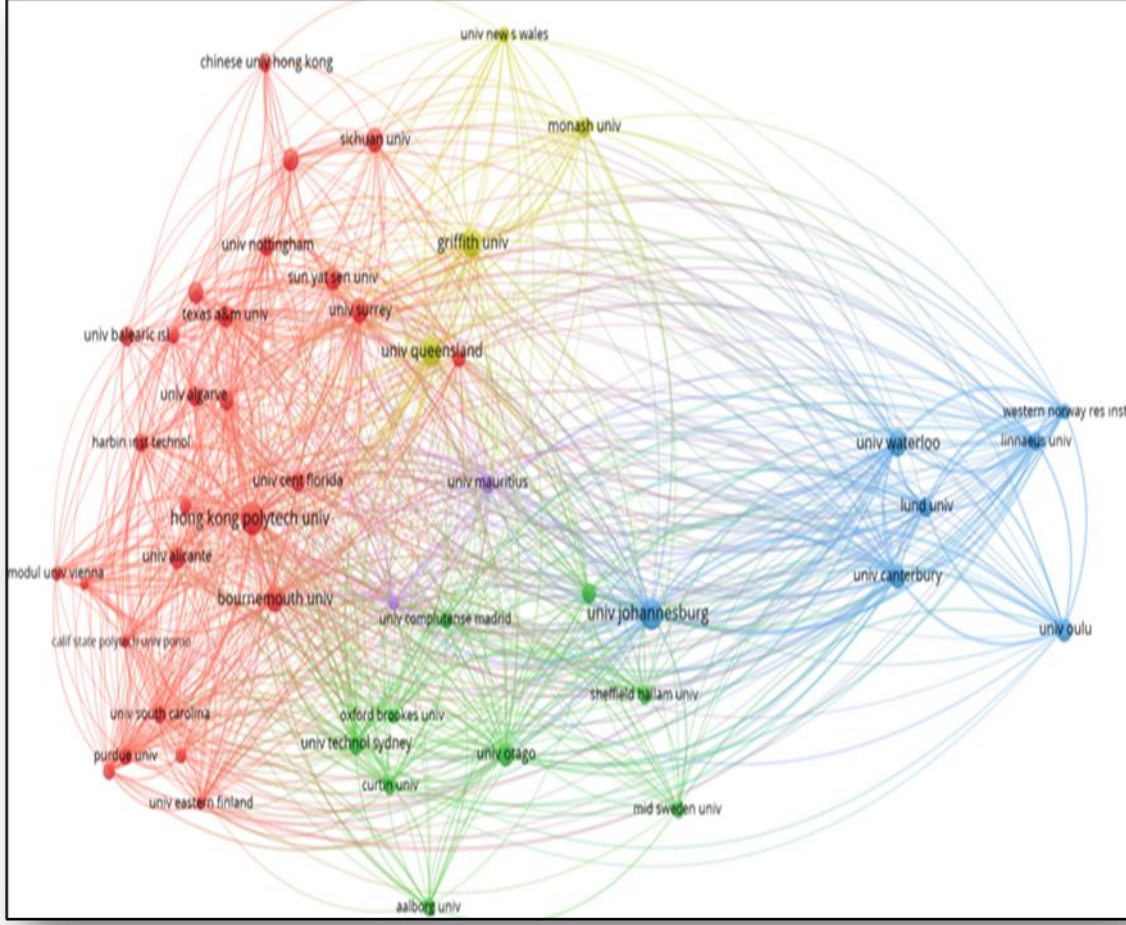 univ new s wales
chinese univ hong kong
monash univ
sichuan univ
univ nottingham
griffith univ
sun yat sen univ
texas a&m univ
univ surrey
univ balearic isl
univ queensland
univ algarve
western norway res inst
harbin inst technol
univ waterloo
linnaeus univ
univ cent florida
univ mauritius
hong kong polytech univ
lund univ
univ alicante
modul univ vienna
univ canterbury
bournemouth univ
univ complutense madrid
univ johannesburg
univ oulu
calif state polytech univ pomo
sheffield hallam univ
univ south carolina
oxford brookes univ
univ technol sydney
purdue univ
univ otago
curtin univ
univ eastern finland
mid sweden univ
aalborg univ